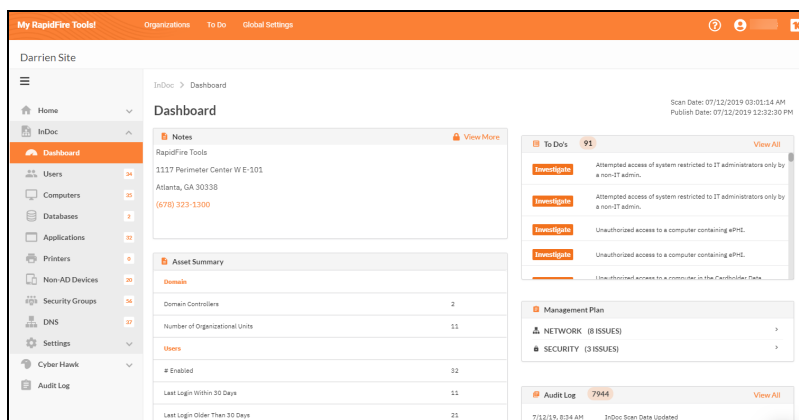 My RapidFire Tools!
Organizations To Do Global Settings
Darrien Site
InDoc > Dashboard
Dashboard
Scan Date: 07/12/2019 03:01:14 AM
Publish Date: 07/12/2019 12:32:30 PM
Home
InDoc
Dashboard
Users 34
Computers 35
Databases 2
Applications 32
Printers 0
Non-AD Devices 20
Security Groups 56
DNS 37
Settings
Cyber Hawk
Audit Log
Notes View More
RapidFire Tools
1117 Perimeter Center W E-101
Atlanta, GA 30338
(678) 323-1300
Asset Summary
Domain
Domain Controllers 2
Number of Organizational Units 11
Users
# Enabled 32
Last Login Within 30 Days 11
Last Login Older Than 30 Days 21
To Do's 91 View All
Investigate Attempted access of system restricted to IT administrators only by
a non-IT admin.
Investigate Attempted access of system restricted to IT administrators only by
a non-IT admin.
Investigate Unauthorized access to a computer containing ePHI.
Investigate Unauthorized access to a computer containing ePHI.
Unauthorized access to a computer in the Cardholder Data
Management Plan
NETWORK (8 ISSUES) >
SECURITY (3 ISSUES) >
Audit Log 7944 View All
7/12/19, 8:34 AM InDoc Scan Data Updated